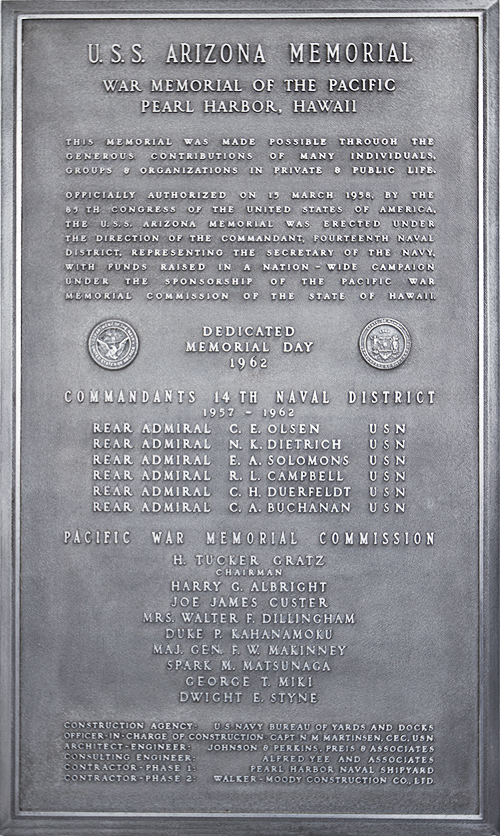 U.S.S. ARIZONA MEMORIAL
WAR MEMORIAL OF THE PACIFIC
PEARL HARBOR, HAWAII
THIS MEMORIAL WAS MADE POSSIBLE THROUGH THE
GENEROUS CONTRIBUTIONS OF MANY INDIVIDUALS,
GROUPS & ORGANIZATIONS IN PRIVATE & PUBLIC LIFE.
OFFICIALLY AUTHORIZED ON 15 MARCH 1958, BY THE
85 TH CONGRESS OF THE UNITED STATES OF AMERICA,
THE U.S.S. ARIZONA MEMORIAL WAS ERECTED UNDER
THE DIRECTION OF THE COMMANDANT, FOURTEENTH NAVAL
DISTRICT, REPRESENTING THE SECRETARY OF THE NAVY,
WITH FUNDS RAISED IN A NATION-WIDE CAMPAIGN
UNDER THE SPONSORSHIP OF THE PACIFIC WAR
MEMORIAL COMMISSION OF THE STATE OF HAWAII.
DEDICATED
MEMORIAL DAY
1962
COMMANDANTS 14 TH NAVAL DISTRICT
1957 - 1962
REAR ADMIRAL C. E. OLSEN USN
REAR ADMIRAL N. K. DIETRICH USN
REAR ADMIRAL E. A. SOLOMONS USN
REAR ADMIRAL R. L. CAMPBELL USN
REAR ADMIRAL C. H. DUERFELDT USN
REAR ADMIRAL C. A. BUCHANAN USN
PACIFIC WAR MEMORIAL COMMISSION
H. TUCKER GRATZ
CHAIRMAN
HARRY G. ALBRIGHT
JOE JAMES CUSTER
MRS. WALTER F. DILLINGHAM
DUKE P. KAHANAMOKU
MAJ. GEN. F. W. MAKINNEY
SPARK M. MATSUNAGA
GEORGE T. MIKI
DWIGHT E. STYNE
CONSTRUCTION AGENCY: U S NAVY BUREAU OF YARDS AND DOCKS
OFFICER-IN-CHARGE OF CONSTRUCTION CAPT N M MARTINSEN, CEC, USN
ARCHITECT-ENGINEER: JOHNSON & PERKINS, PREIS & ASSOCIATES
CONSULTING ENGINEER: ALFRED YEE AND ASSOCIATES
CONTRACTOR-PHASE 1: PEARL HARBOR NAVAL SHIPYARD
CONTRACTOR-PHASE 2: WALKER-MOODY CONSTRUCTION CO., LTD.